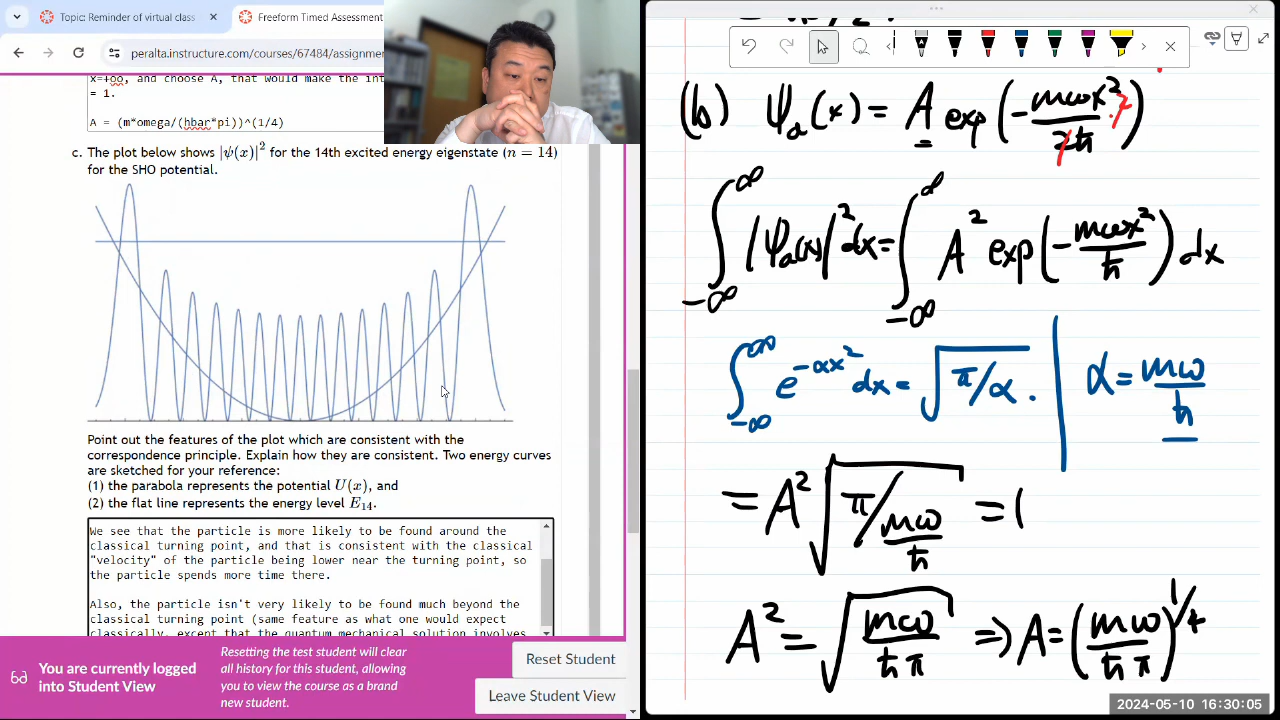 Topic: Reminder of virtual class
Freeform Timed Assessment
peralta.instructure.com/courses/67484/assignme
x=+oo, and choose A, that would make the int
= 1.
A = (m*omega/(hbar*pi))^(1/4)
c. The plot below shows |ψ(x)|² for the 14th excited energy eigenstate (n = 14)
for the SHO potential.
Point out the features of the plot which are consistent with the
correspondence principle. Explain how they are consistent. Two energy curves
are sketched for your reference:
(1) the parabola represents the potential U(x), and
(2) the flat line represents the energy level E₁₄.
We see that the particle is more likely to be found around the
classical turning point, and that is consistent with the classical
"velocity" of the particle being lower near the turning point, so
the particle spends more time there.
Also, the particle isn't very likely to be found much beyond the
classical turning point (same feature as what one would expect
classically, except that the quantum mechanical solution involves
You are currently logged
into Student View
Resetting the test student will clear
all history for this student, allowing
you to view the course as a brand
new student.
Reset Student
Leave Student View
(b) ψₐ(x) = A exp(-mωx²/2ħ · 2)
∫_{-∞}^{∞} |ψₐ(x)|² dx = ∫_{-∞}^{∞} A² exp(-mωx²/ħ) dx
∫_{-∞}^{∞} e^{-αx²} dx = √(π/α). | α = mω/ħ
= A² √(π/(mω/ħ)) = 1
A² = √(mω/ħπ) ⇒ A = (mω/ħπ)^{1/4}
2024-05-10 16:30:05